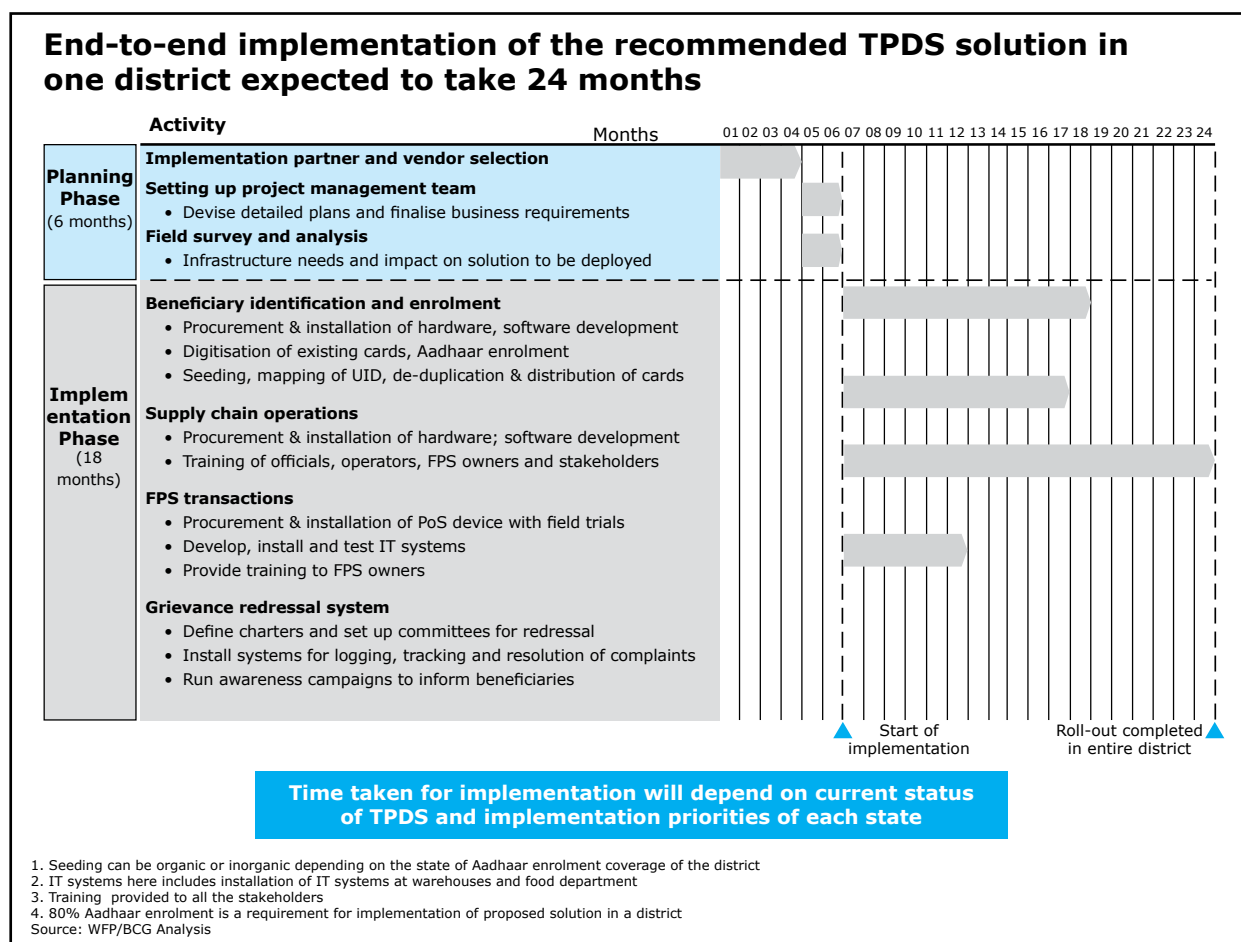 End-to-end implementation of the recommended TPDS solution in
one district expected to take 24 months
Activity
Months
01 02 03 04 05 06 07 08 09 10 11 12 13 14 15 16 17 18 19 20 21 22 23 24
Planning
Phase
(6 months)
Implementation partner and vendor selection
Setting up project management team
• Devise detailed plans and finalise business requirements
Field survey and analysis
• Infrastructure needs and impact on solution to be deployed
Implem
entation
Phase
(18
months)
Beneficiary identification and enrolment
• Procurement & installation of hardware, software development
• Digitisation of existing cards, Aadhaar enrolment
• Seeding, mapping of UID, de-duplication & distribution of cards
Supply chain operations
• Procurement & installation of hardware; software development
• Training of officials, operators, FPS owners and stakeholders
FPS transactions
• Procurement & installation of PoS device with field trials
• Develop, install and test IT systems
• Provide training to FPS owners
Grievance redressal system
• Define charters and set up committees for redressal
• Install systems for logging, tracking and resolution of complaints
• Run awareness campaigns to inform beneficiaries
Start of
implementation
Roll-out completed
in entire district
Time taken for implementation will depend on current status
of TPDS and implementation priorities of each state
1. Seeding can be organic or inorganic depending on the state of Aadhaar enrolment coverage of the district
2. IT systems here includes installation of IT systems at warehouses and food department
3. Training provided to all the stakeholders
4. 80% Aadhaar enrolment is a requirement for implementation of proposed solution in a district
Source: WFP/BCG Analysis